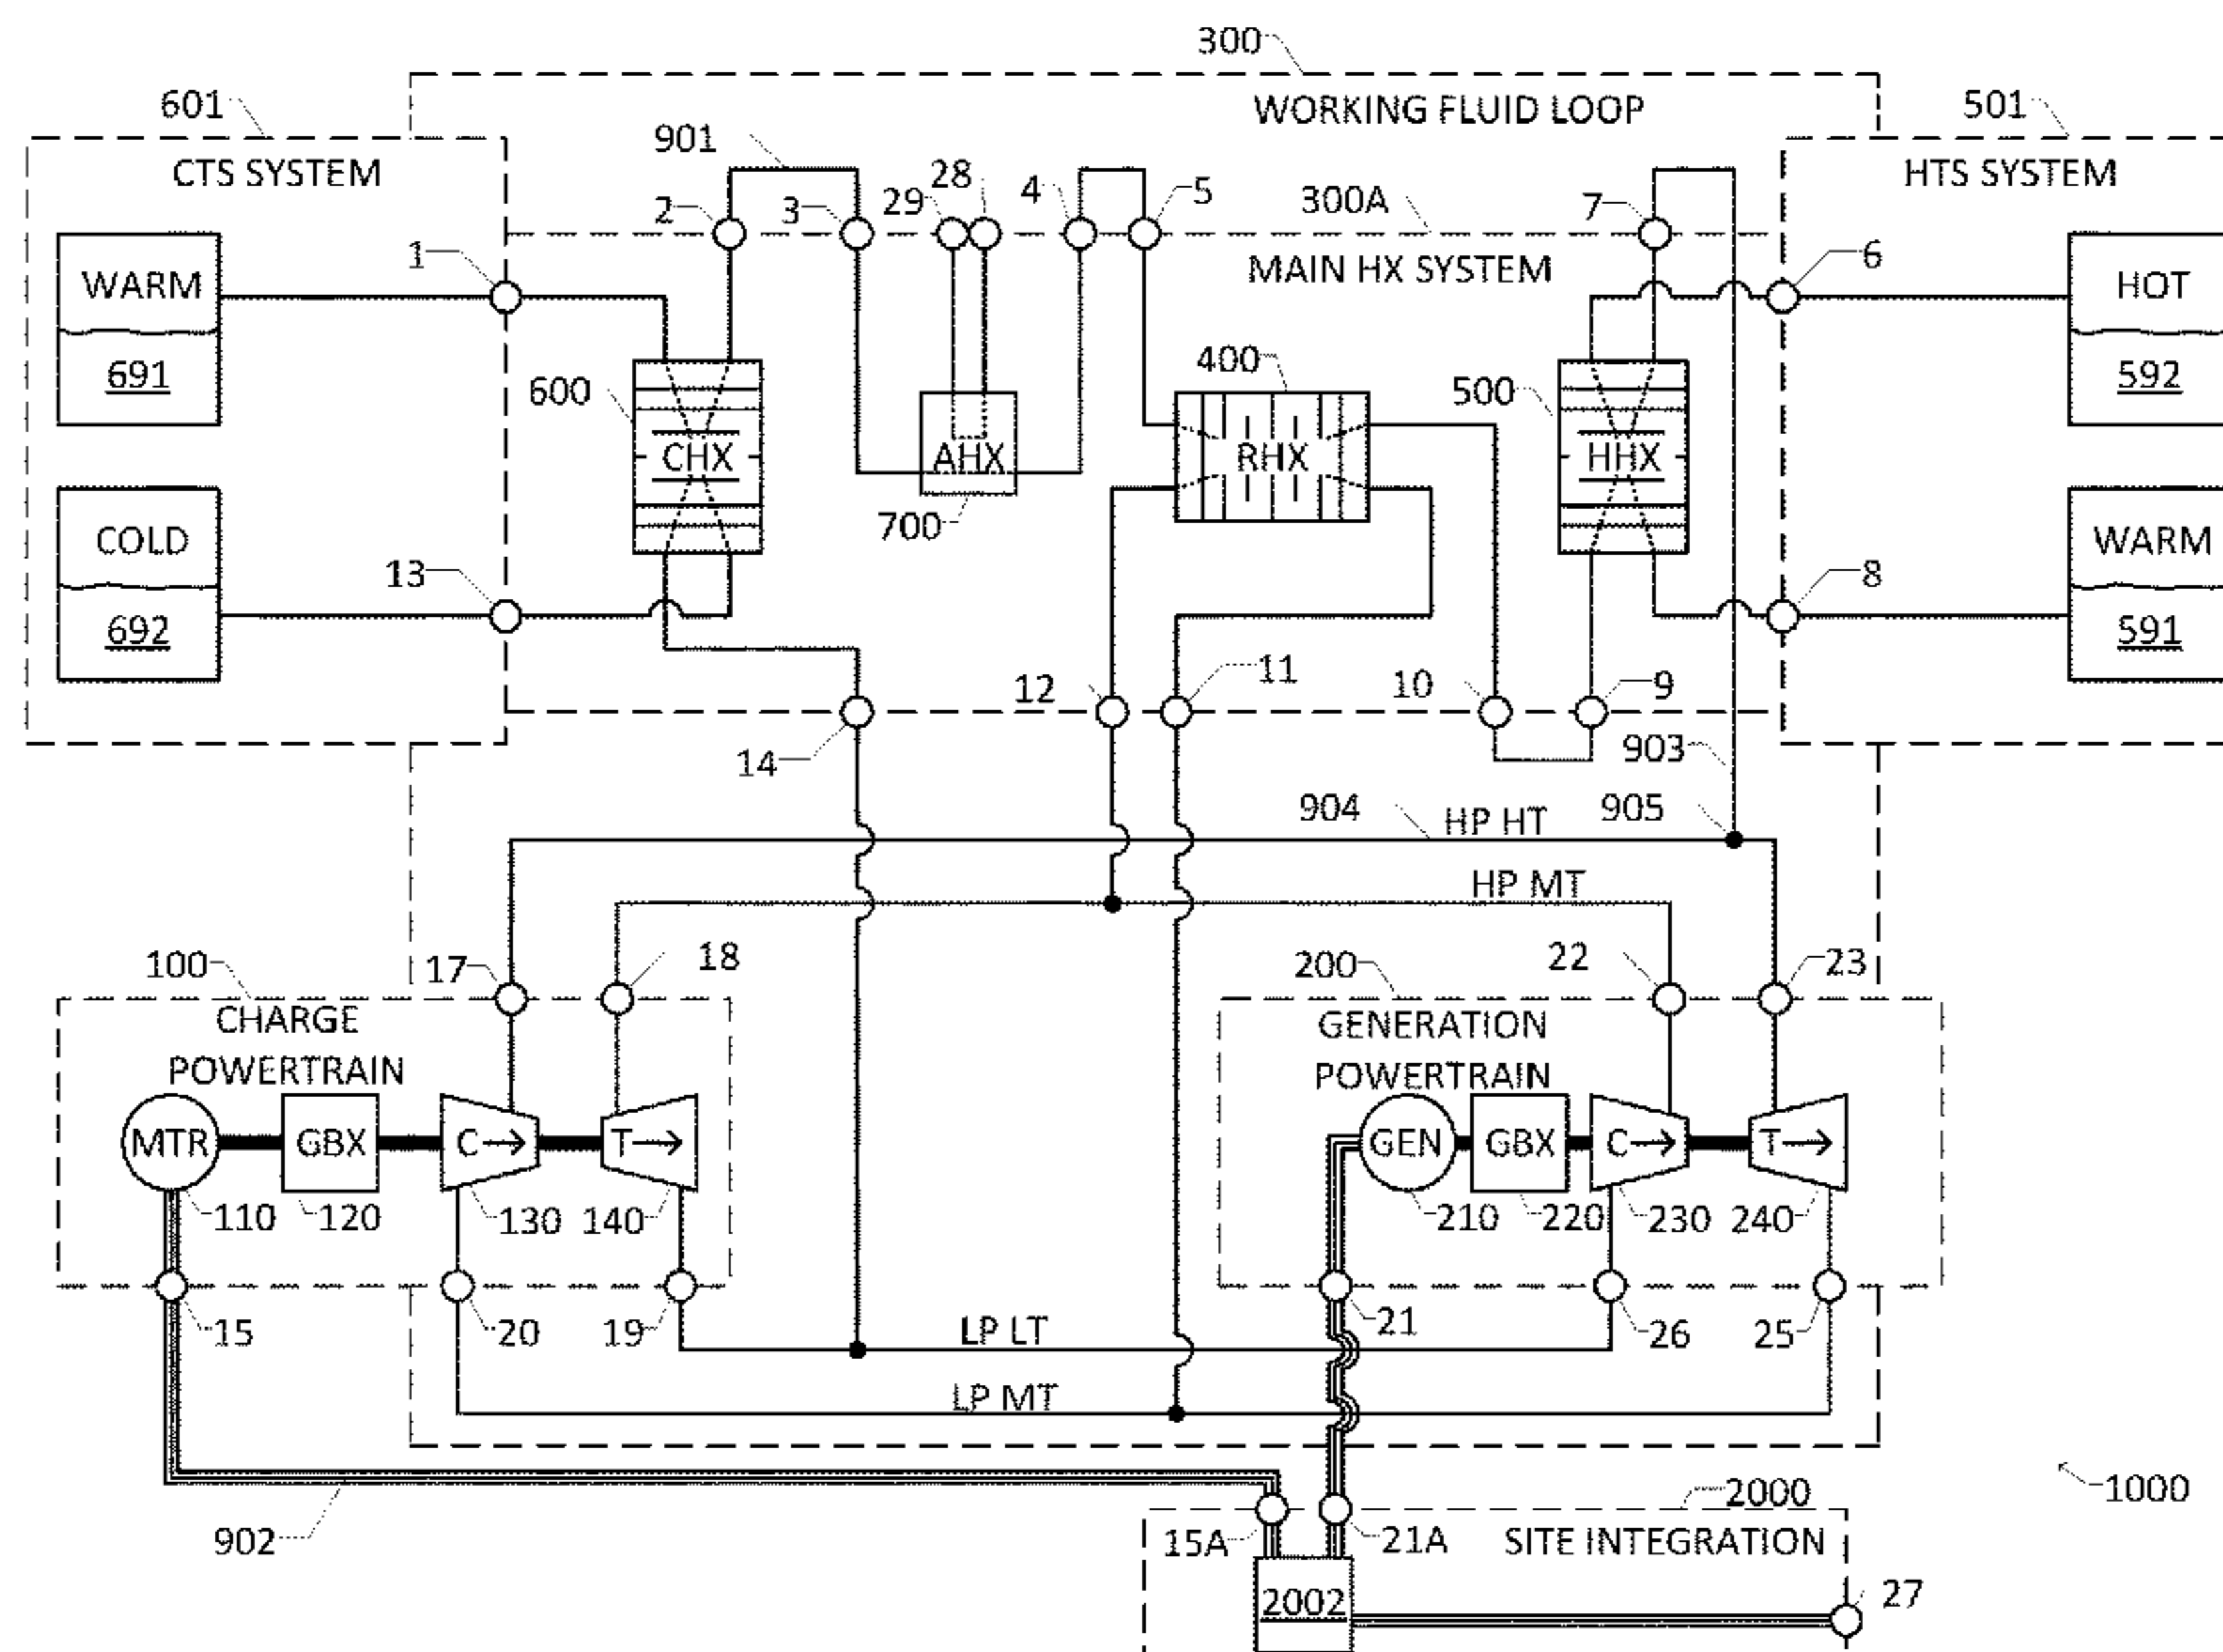 300
601
WORKING FLUID LOOP
501
CTS SYSTEM
901
HTS SYSTEM
28
4
5
300A
7
2
3
29
WARM
1
MAIN HX SYSTEM
6
HOT
691
600
400
500
592
CHX
AHX
RHX
HHX
COLD
700
WARM
13
8
692
591
12
11
10
9
14
903
904
HP HT
905
HP MT
100
17
18
200
22
23
CHARGE
POWERTRAIN
GENERATION
POWERTRAIN
MTR
GBX
C
T
GEN
GBX
C
T
110
120
130
140
210
220
230
240
15
20
19
LP LT
21
26
25
LP MT
1000
2000
902
15A
21A
SITE INTEGRATION
2002
27